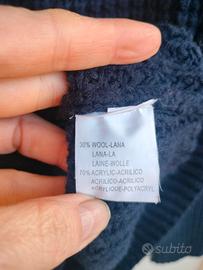 30% WOOL-LANA
LANA-LA
LAINE-WOLLE
70% ACRYLIC-ACRILICO
ACRILICO-ACRILICO
ACRYLIQUE-POLYACRYL
subito